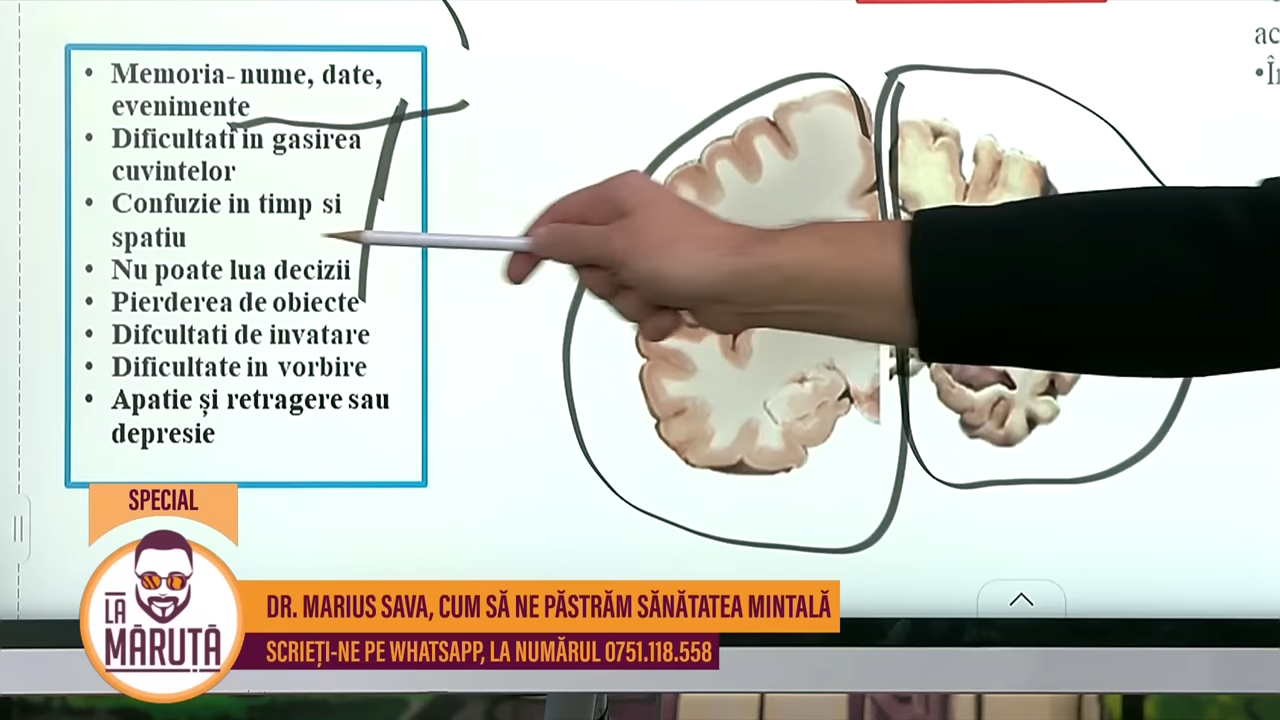 • Memoria- nume, date,
evenimente
• Dificultati in gasirea
cuvintelor
• Confuzie in timp si
spatiu
• Nu poate lua decizii
• Pierderea de obiecte
• Difcultati de invatare
• Dificultate in vorbire
• Apatie și retragere sau
depresie
ac
•Î
SPECIAL
LA
MĂRUȚĂ
DR. MARIUS SAVA, CUM SĂ NE PĂSTRĂM SĂNĂTATEA MINTALĂ
SCRIEȚI-NE PE WHATSAPP, LA NUMĂRUL 0751.118.558